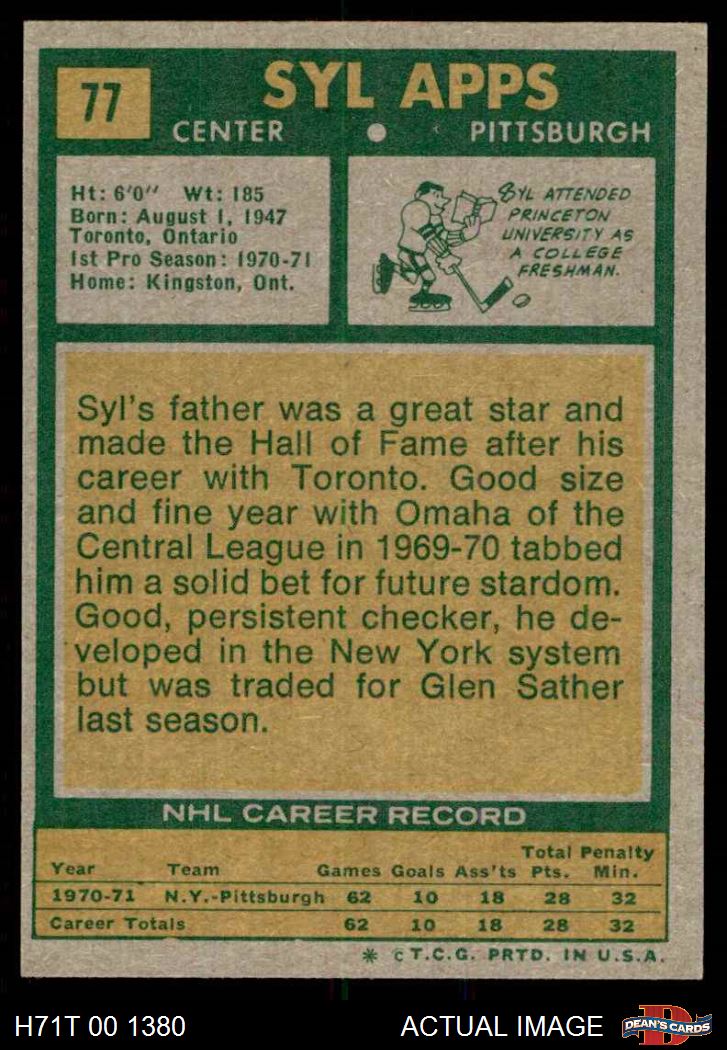 77
SYL APPS
CENTER • PITTSBURGH
Ht: 6'0" Wt: 185
Born: August 1, 1947
Toronto, Ontario
1st Pro Season: 1970-71
Home: Kingston, Ont.
SYL ATTENDED
PRINCETON
UNIVERSITY AS
A COLLEGE
FRESHMAN.
Syl's father was a great star and
made the Hall of Fame after his
career with Toronto. Good size
and fine year with Omaha of the
Central League in 1969-70 tabbed
him a solid bet for future stardom.
Good, persistent checker, he de-
veloped in the New York system
but was traded for Glen Sather
last season.
NHL CAREER RECORD
Year Team Games Goals Ass'ts Total Pts. Penalty Min.
1970-71 N.Y.-Pittsburgh 62 10 18 28 32
Career Totals 62 10 18 28 32
* © T.C.G. PRTD. IN U.S.A.
H71T 00 1380
ACTUAL IMAGE
D
DEAN'S CARDS